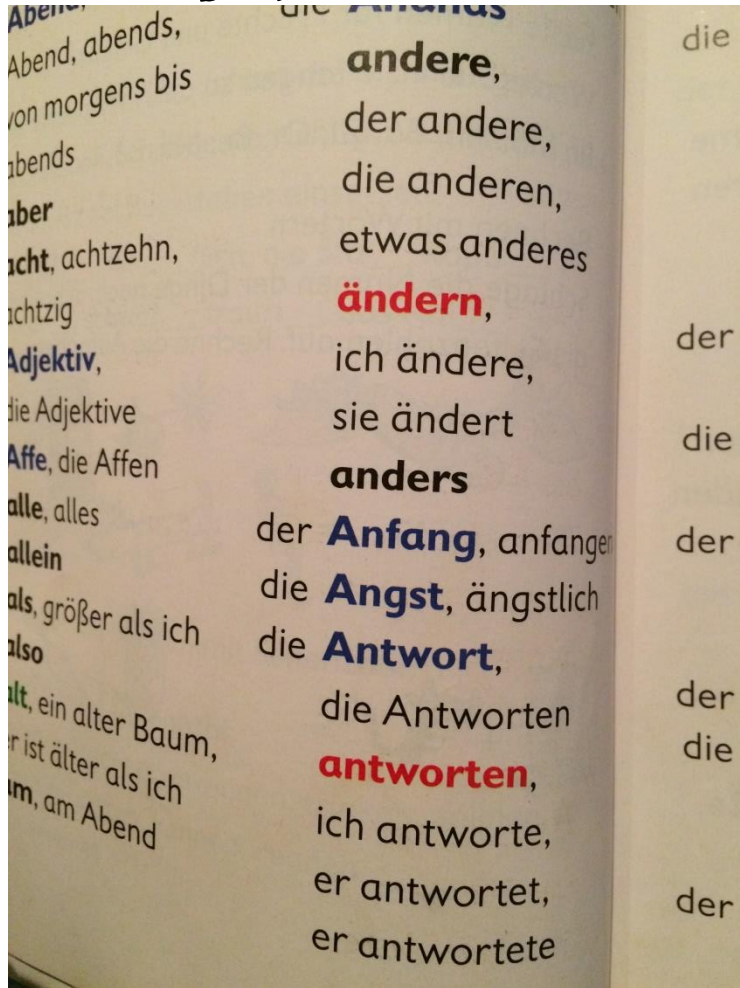 Abend,
Abend, abends,
von morgens bis
abends
aber
acht, achtzehn,
achtzig
Adjektiv,
die Adjektive
Affe, die Affen
alle, alles
allein
als, größer als ich
also
alt, ein alter Baum,
er ist älter als ich
am, am Abend
die Ananas
andere,
der andere,
die anderen,
etwas anderes
ändern,
ich ändere,
sie ändert
anders
der Anfang, anfangen
die Angst, ängstlich
die Antwort,
die Antworten
antworten,
ich antworte,
er antwortet,
er antwortete
die
der
die
der
der
die
der